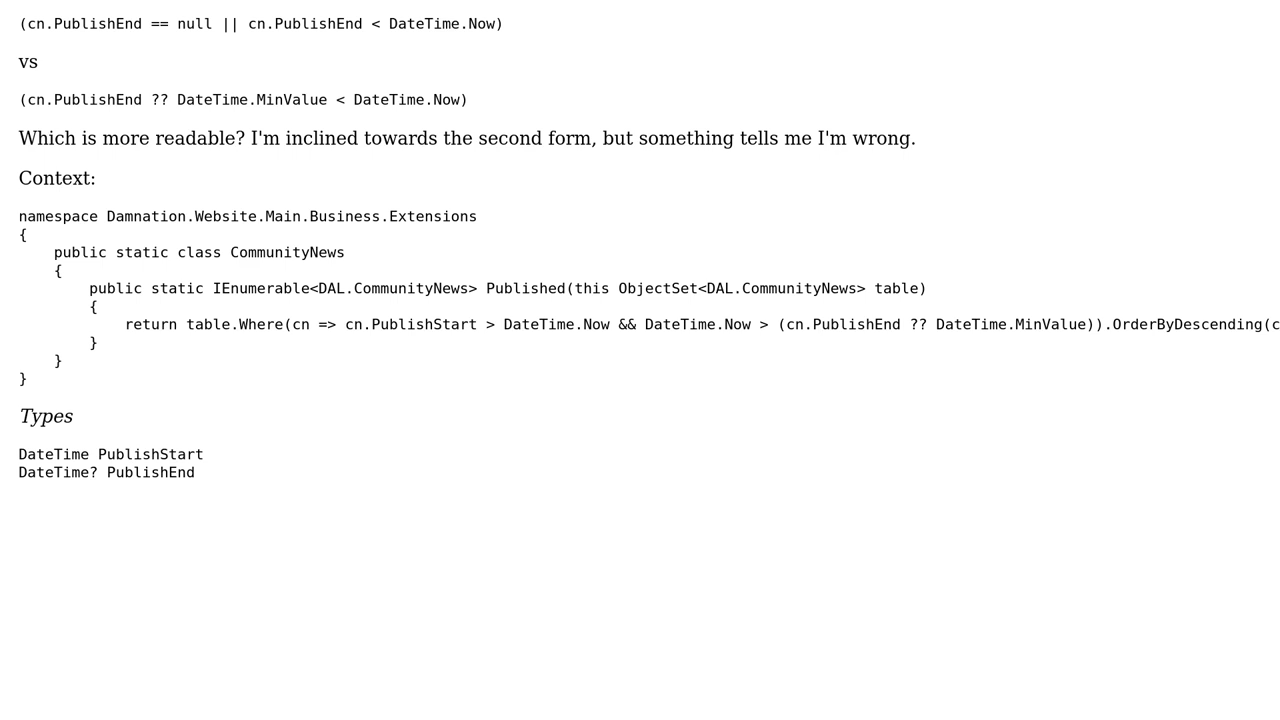 (cn.PublishEnd == null || cn.PublishEnd < DateTime.Now)
vs
(cn.PublishEnd ?? DateTime.MinValue < DateTime.Now)
Which is more readable? I'm inclined towards the second form, but something tells me I'm wrong.
Context:
namespace Damnation.Website.Main.Business.Extensions
{
    public static class CommunityNews
    {
        public static IEnumerable<DAL.CommunityNews> Published(this ObjectSet<DAL.CommunityNews> table)
        {
            return table.Where(cn => cn.PublishStart > DateTime.Now && DateTime.Now > (cn.PublishEnd ?? DateTime.MinValue)).OrderByDescending(c
        }
    }
}
Types
DateTime PublishStart
DateTime? PublishEnd